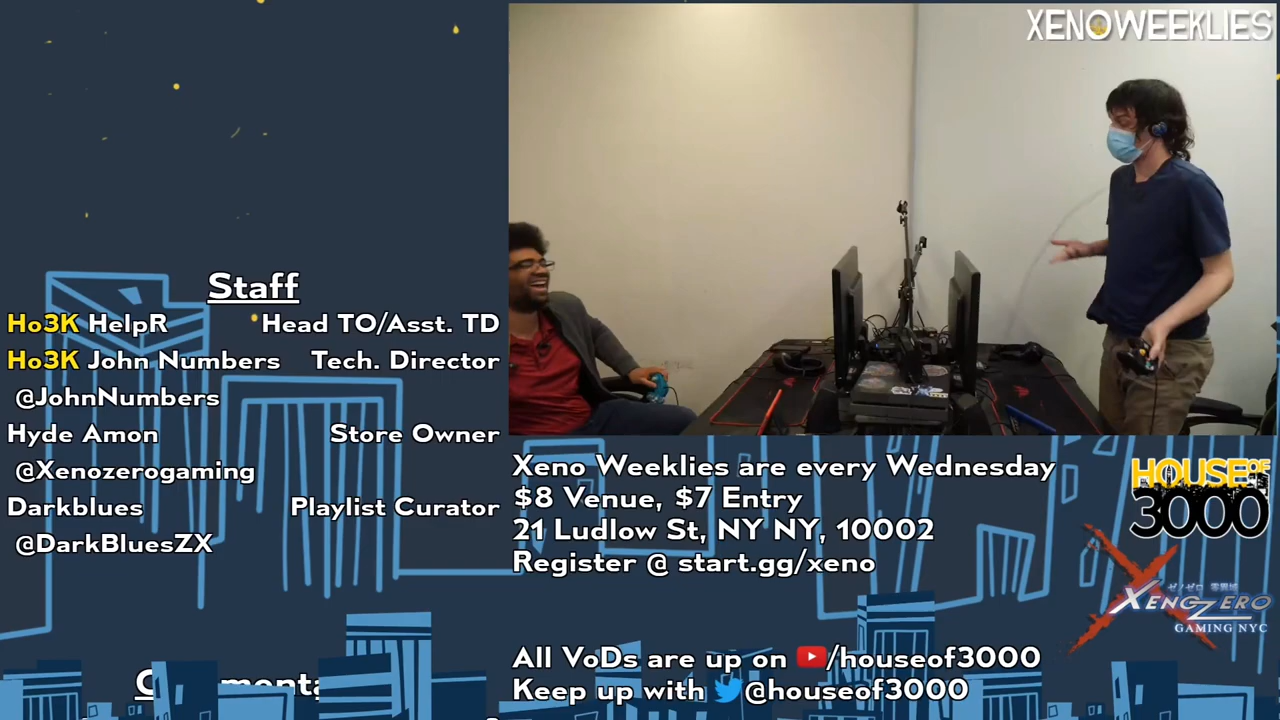 XENOWEEKLIES
Staff
Ho3K HelpR Head TO/Asst. TD
Ho3K John Numbers Tech. Director
@JohnNumbers
Hyde Amon Store Owner
@Xenozerogaming
Darkblues Playlist Curator
@DarkBluesZX
Xeno Weeklies are every Wednesday
$8 Venue, $7 Entry
21 Ludlow St, NY NY, 10002
Register @ start.gg/xeno
HOUSE OF
3000
XENOZERO
GAMING NYC
All VoDs are up on /houseof3000
Keep up with @houseof3000